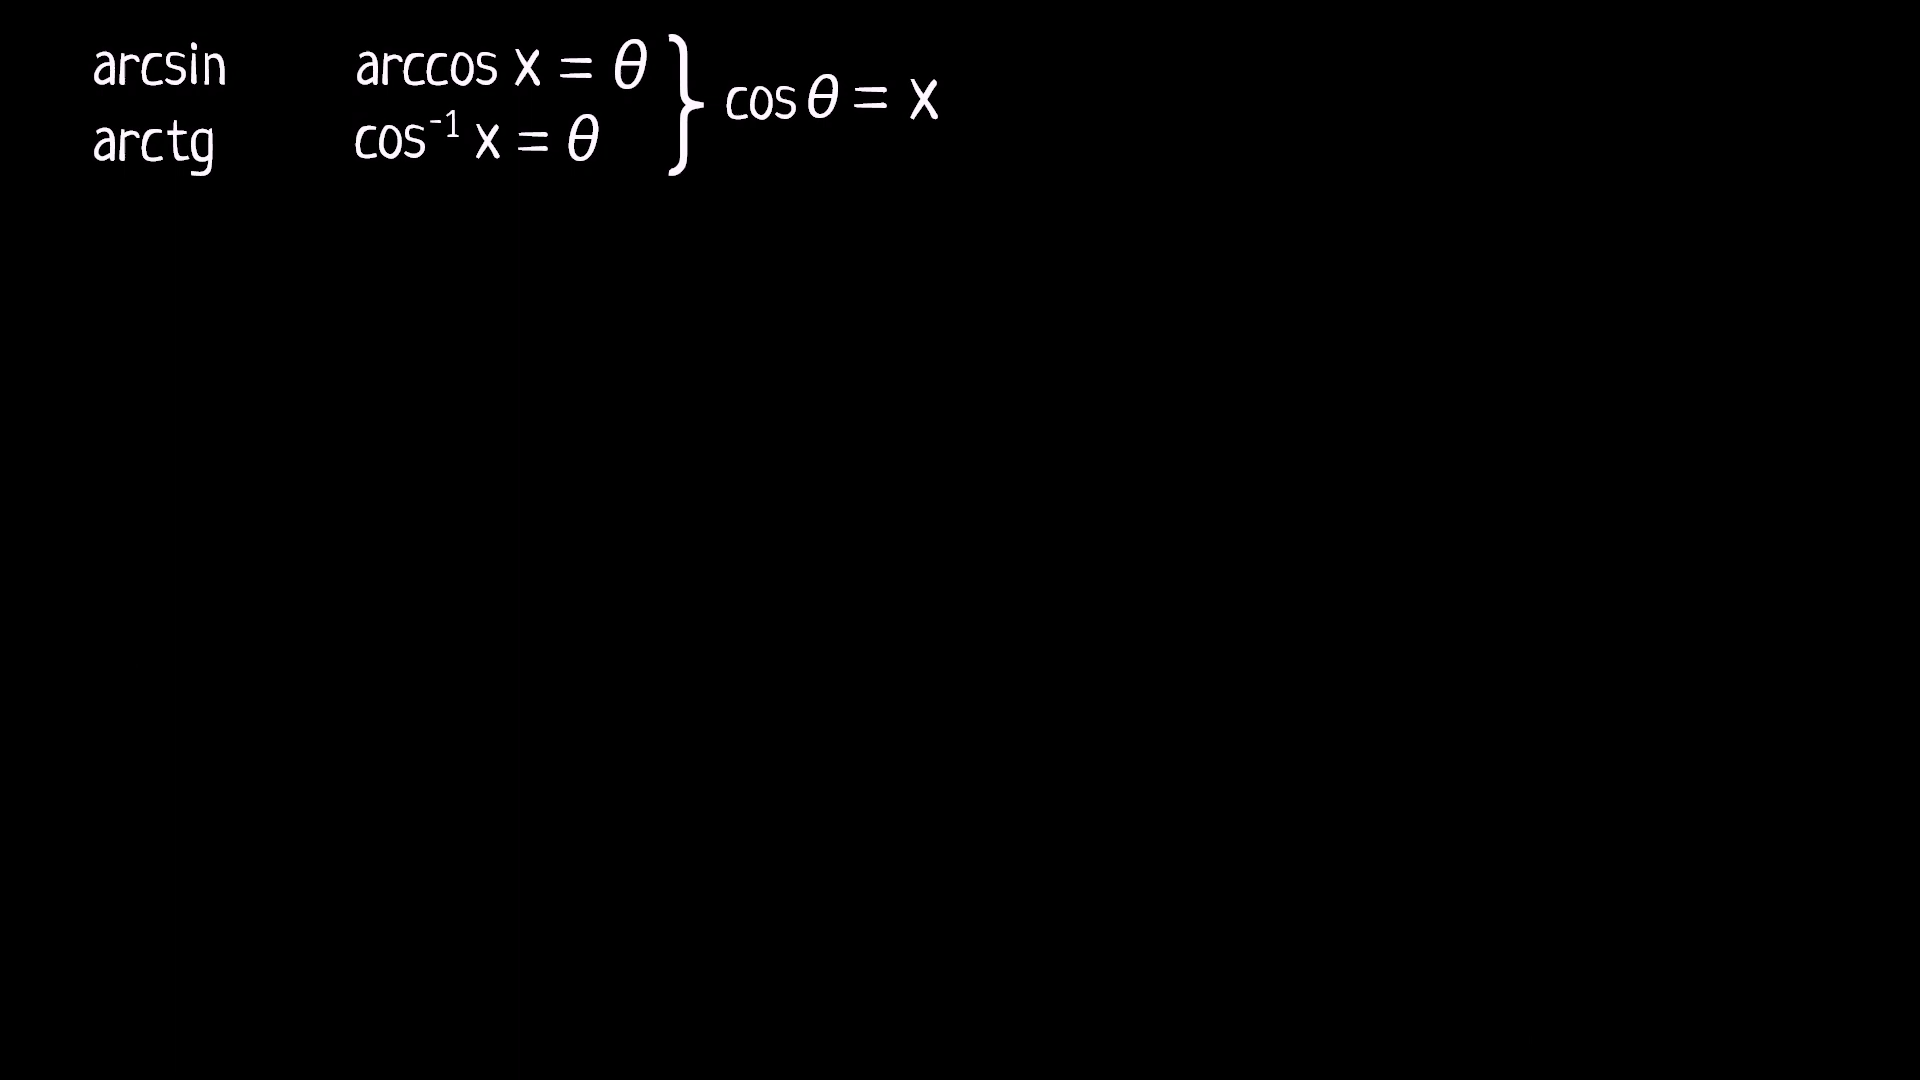 arcsin
arctg
arccos x = θ
cos⁻¹ x = θ
} cos θ = x